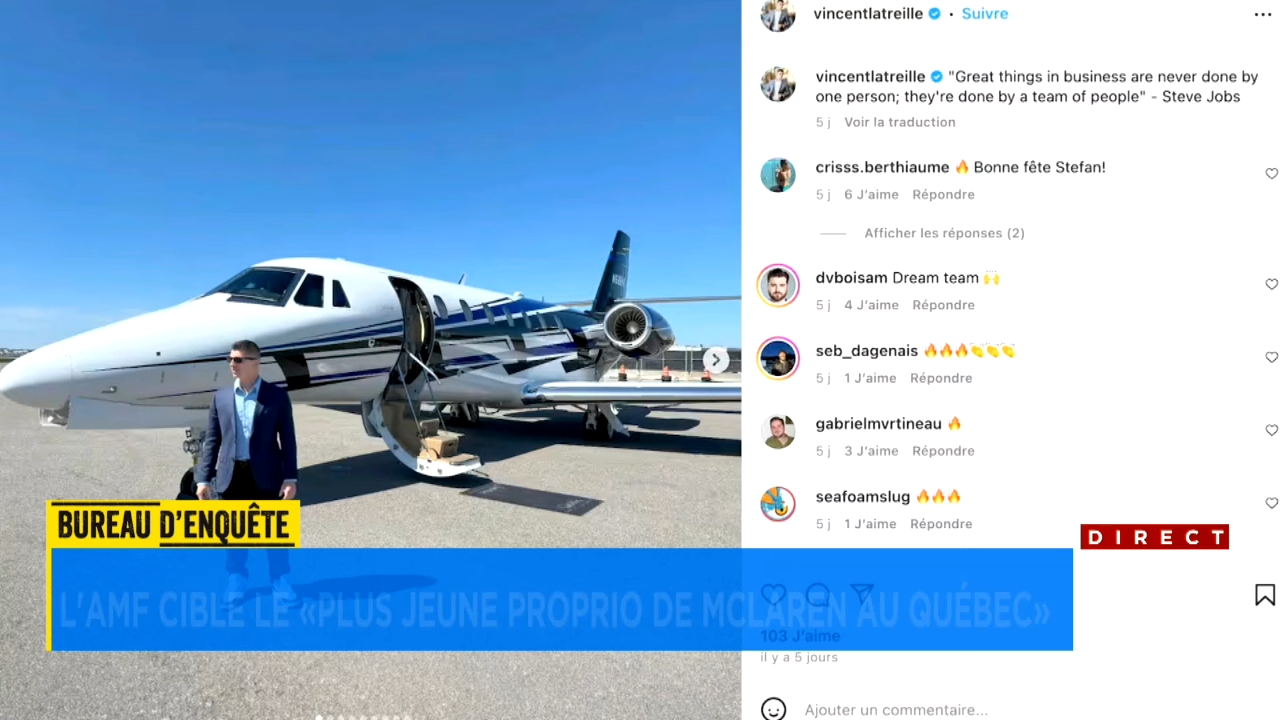 vincentlatreille • Suivre
vincentlatreille "Great things in business are never done by
one person; they're done by a team of people" - Steve Jobs
5 j Voir la traduction
crisss.berthiaume 🔥 Bonne fête Stefan!
5 j 6 J'aime Répondre
Afficher les réponses (2)
dvboisam Dream team 🙌
5 j 4 J'aime Répondre
seb_dagenais 🔥🔥🔥👏👏👏
5 j 1 J'aime Répondre
gabrielmvrtineau 🔥
5 j 3 J'aime Répondre
seafoamslug 🔥🔥🔥
5 j 1 J'aime Répondre
BUREAU D'ENQUÊTE
DIRECT
L'AMF CIBLE LE «PLUS JEUNE PROPRIO DE MCLAREN AU QUÉBEC»
103 J'aime
il y a 5 jours
Ajouter un commentaire...